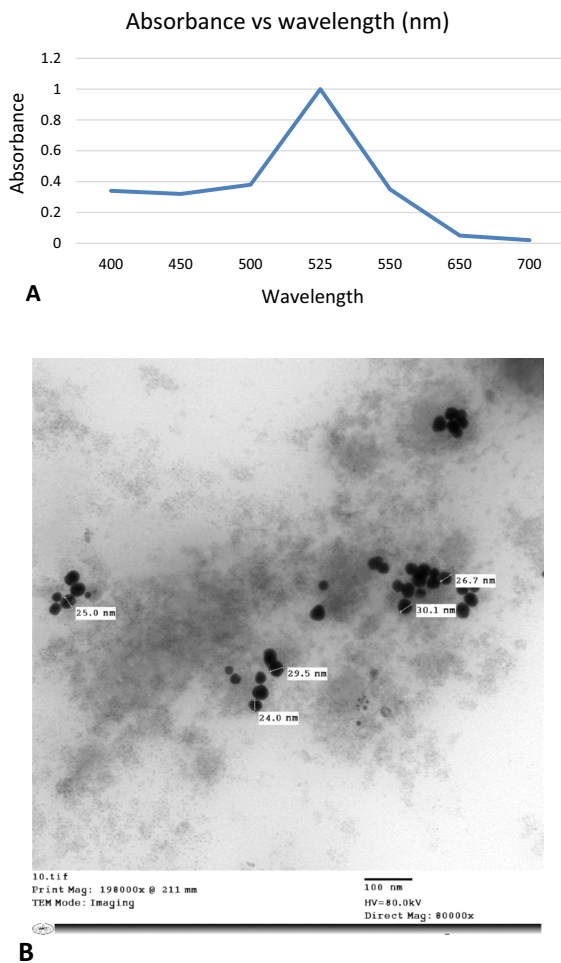 Absorbance vs wavelength (nm)
1.2
1
0.8
0.6
0.4
0.2
0
Absorbance
400 450 500 525 550 650 700
Wavelength
A
26.7 nm
25.0 nm
30.1 nm
29.5 nm
24.0 nm
10.tif
Print Mag: 198000x @ 211 mm
TEM Mode: Imaging
100 nm
HV=80.0kV
Direct Mag: 80000x
B